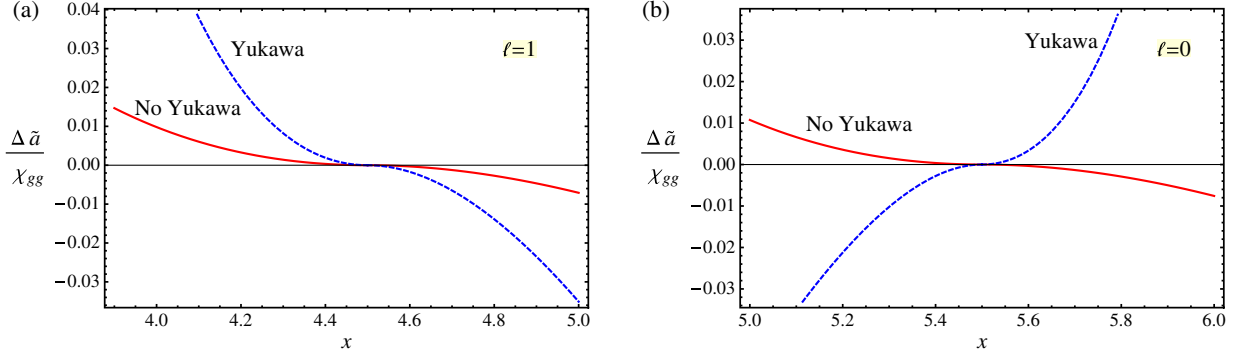 (a)
0.04
0.03
0.02
0.01
0.00
−0.01
−0.02
−0.03
Δ ã
χgg
Yukawa
No Yukawa
ℓ=1
4.0
4.2
4.4
4.6
4.8
5.0
x
(b)
0.03
0.02
0.01
0.00
−0.01
−0.02
−0.03
Δ ã
χgg
Yukawa
No Yukawa
ℓ=0
5.0
5.2
5.4
5.6
5.8
6.0
x